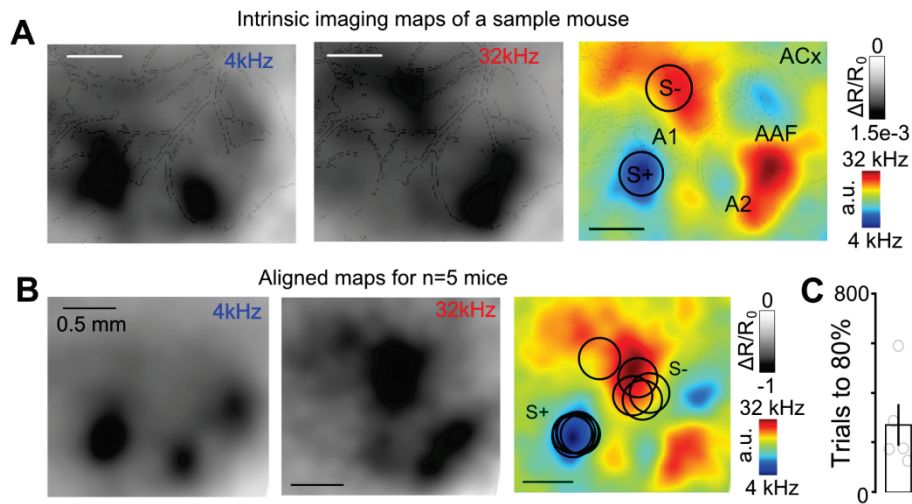 Intrinsic imaging maps of a sample mouse
A
4kHz
32kHz
ACx
S-
A1
S+
AAF
A2
0
ΔR/R0
1.5e-3
32 kHz
a.u.
4 kHz
Aligned maps for n=5 mice
B
0.5 mm
4kHz
32kHz
S-
S+
0
ΔR/R0
-1
32 kHz
a.u.
4 kHz
C
800
Trials to 80%
0